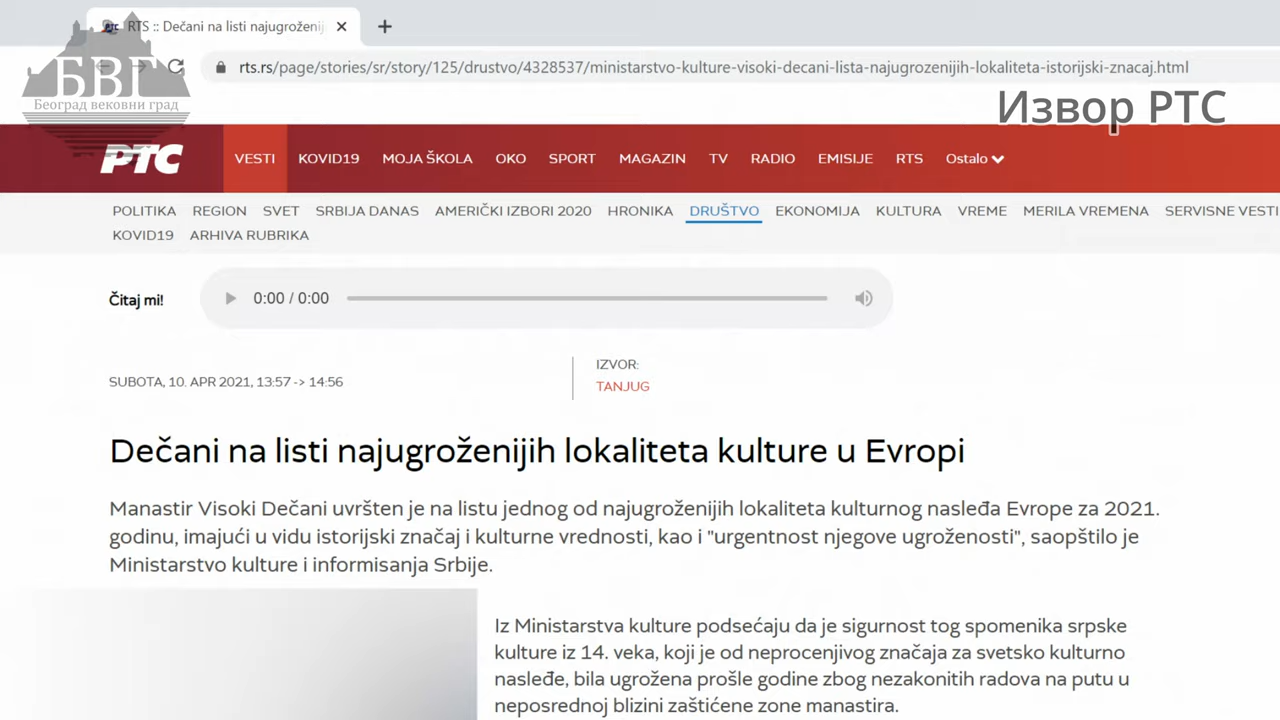 RTS :: Dečani na listi najugroženij
БВГ
Београд вековни град
rts.rs/page/stories/sr/story/125/drustvo/4328537/ministarstvo-kulture-visoki-decani-lista-najugrozenijih-lokaliteta-istorijski-znacaj.html
Извор РТС
РТС
VESTI KOVID19 MOJA ŠKOLA OKO SPORT MAGAZIN TV RADIO EMISIJE RTS Ostalo
POLITIKA REGION SVET SRBIJA DANAS AMERIČKI IZBORI 2020 HRONIKA DRUŠTVO EKONOMIJA KULTURA VREME MERILA VREMENA SERVISNE VESTI
KOVID19 ARHIVA RUBRIKA
Čitaj mi! 0:00 / 0:00
IZVOR:
SUBOTA, 10. APR 2021, 13:57 -> 14:56
TANJUG
Dečani na listi najugroženijih lokaliteta kulture u Evropi
Manastir Visoki Dečani uvršten je na listu jednog od najugroženijih lokaliteta kulturnog nasleđa Evrope za 2021.
godinu, imajući u vidu istorijski značaj i kulturne vrednosti, kao i "urgentnost njegove ugroženosti", saopštilo je
Ministarstvo kulture i informisanja Srbije.
Iz Ministarstva kulture podsećaju da je sigurnost tog spomenika srpske
kulture iz 14. veka, koji je od neprocenjivog značaja za svetsko kulturno
nasleđe, bila ugrožena prošle godine zbog nezakonitih radova na putu u
neposrednoj blizini zaštićene zone manastira.